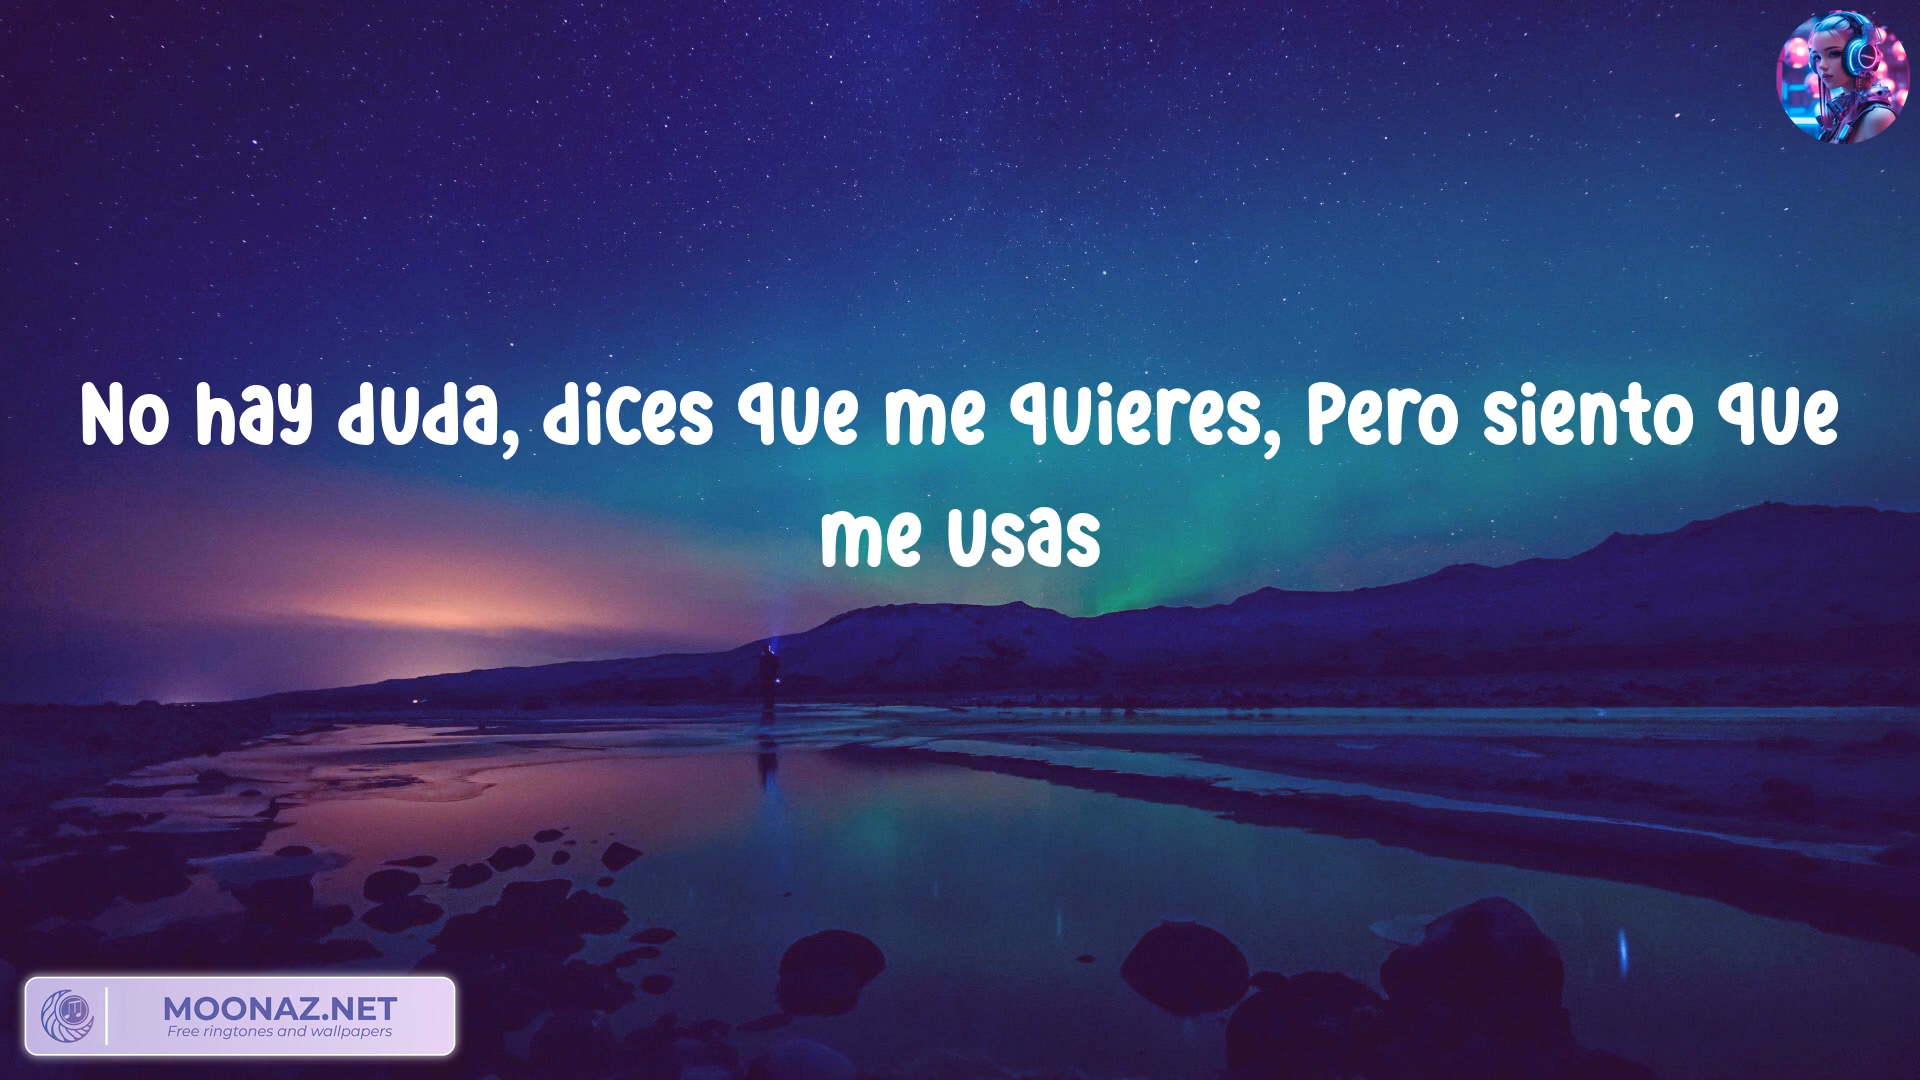 No hay duda, dices que me quieres, Pero siento que
me usas
MOONAZ.NET
Free ringtones and wallpapers